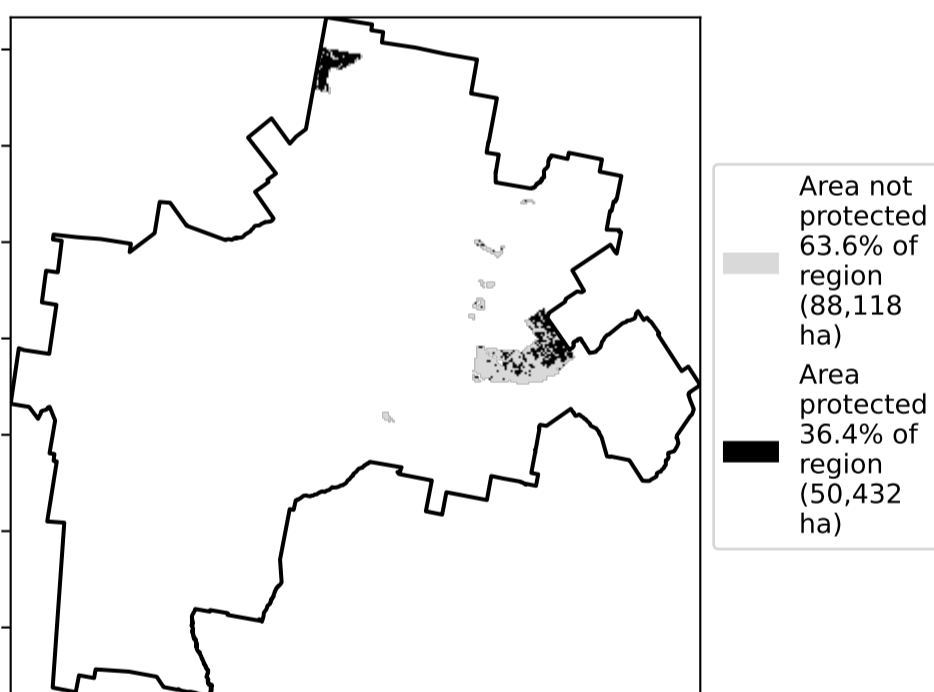 Area not
protected
63.6% of
region
(88,118
ha)
Area
protected
36.4% of
region
(50,432
ha)